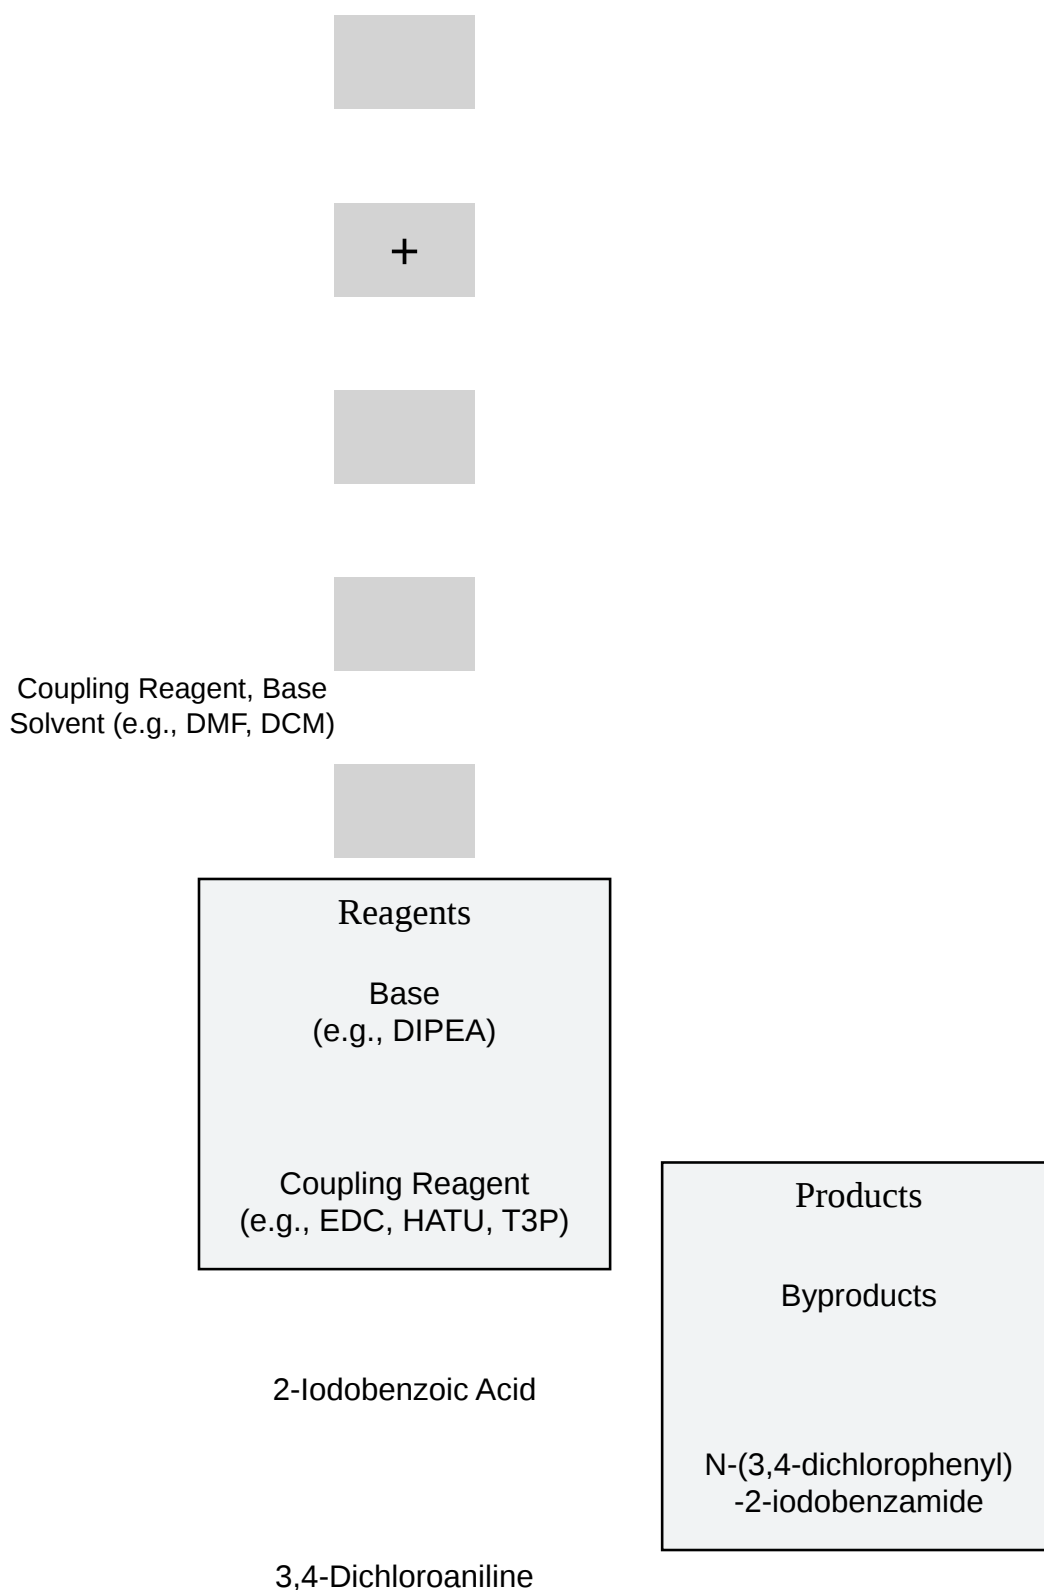 +
Coupling Reagent, Base
Solvent (e.g., DMF, DCM)
Reagents
Base
(e.g., DIPEA)
Coupling Reagent
(e.g., EDC, HATU, T3P)
Products
Byproducts
2-Iodobenzoic Acid
N-(3,4-dichlorophenyl)
-2-iodobenzamide
3,4-Dichloroaniline